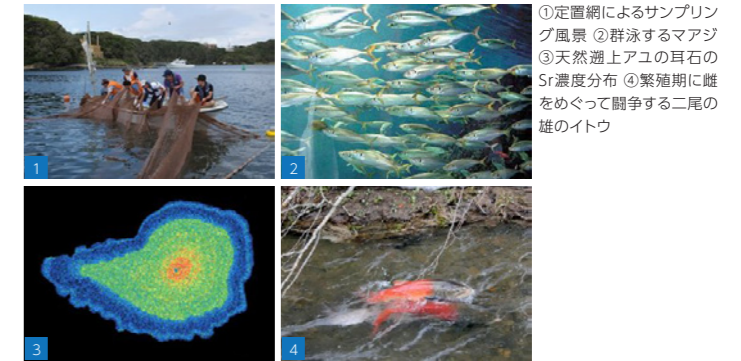 ①定置網によるサンプリン
グ風景 ②群泳するマアジ
③天然遡上アユの耳石の
Sr濃度分布 ④繁殖期に雌
をめぐって闘争する二尾の
雄のイトウ
1
2
3
4